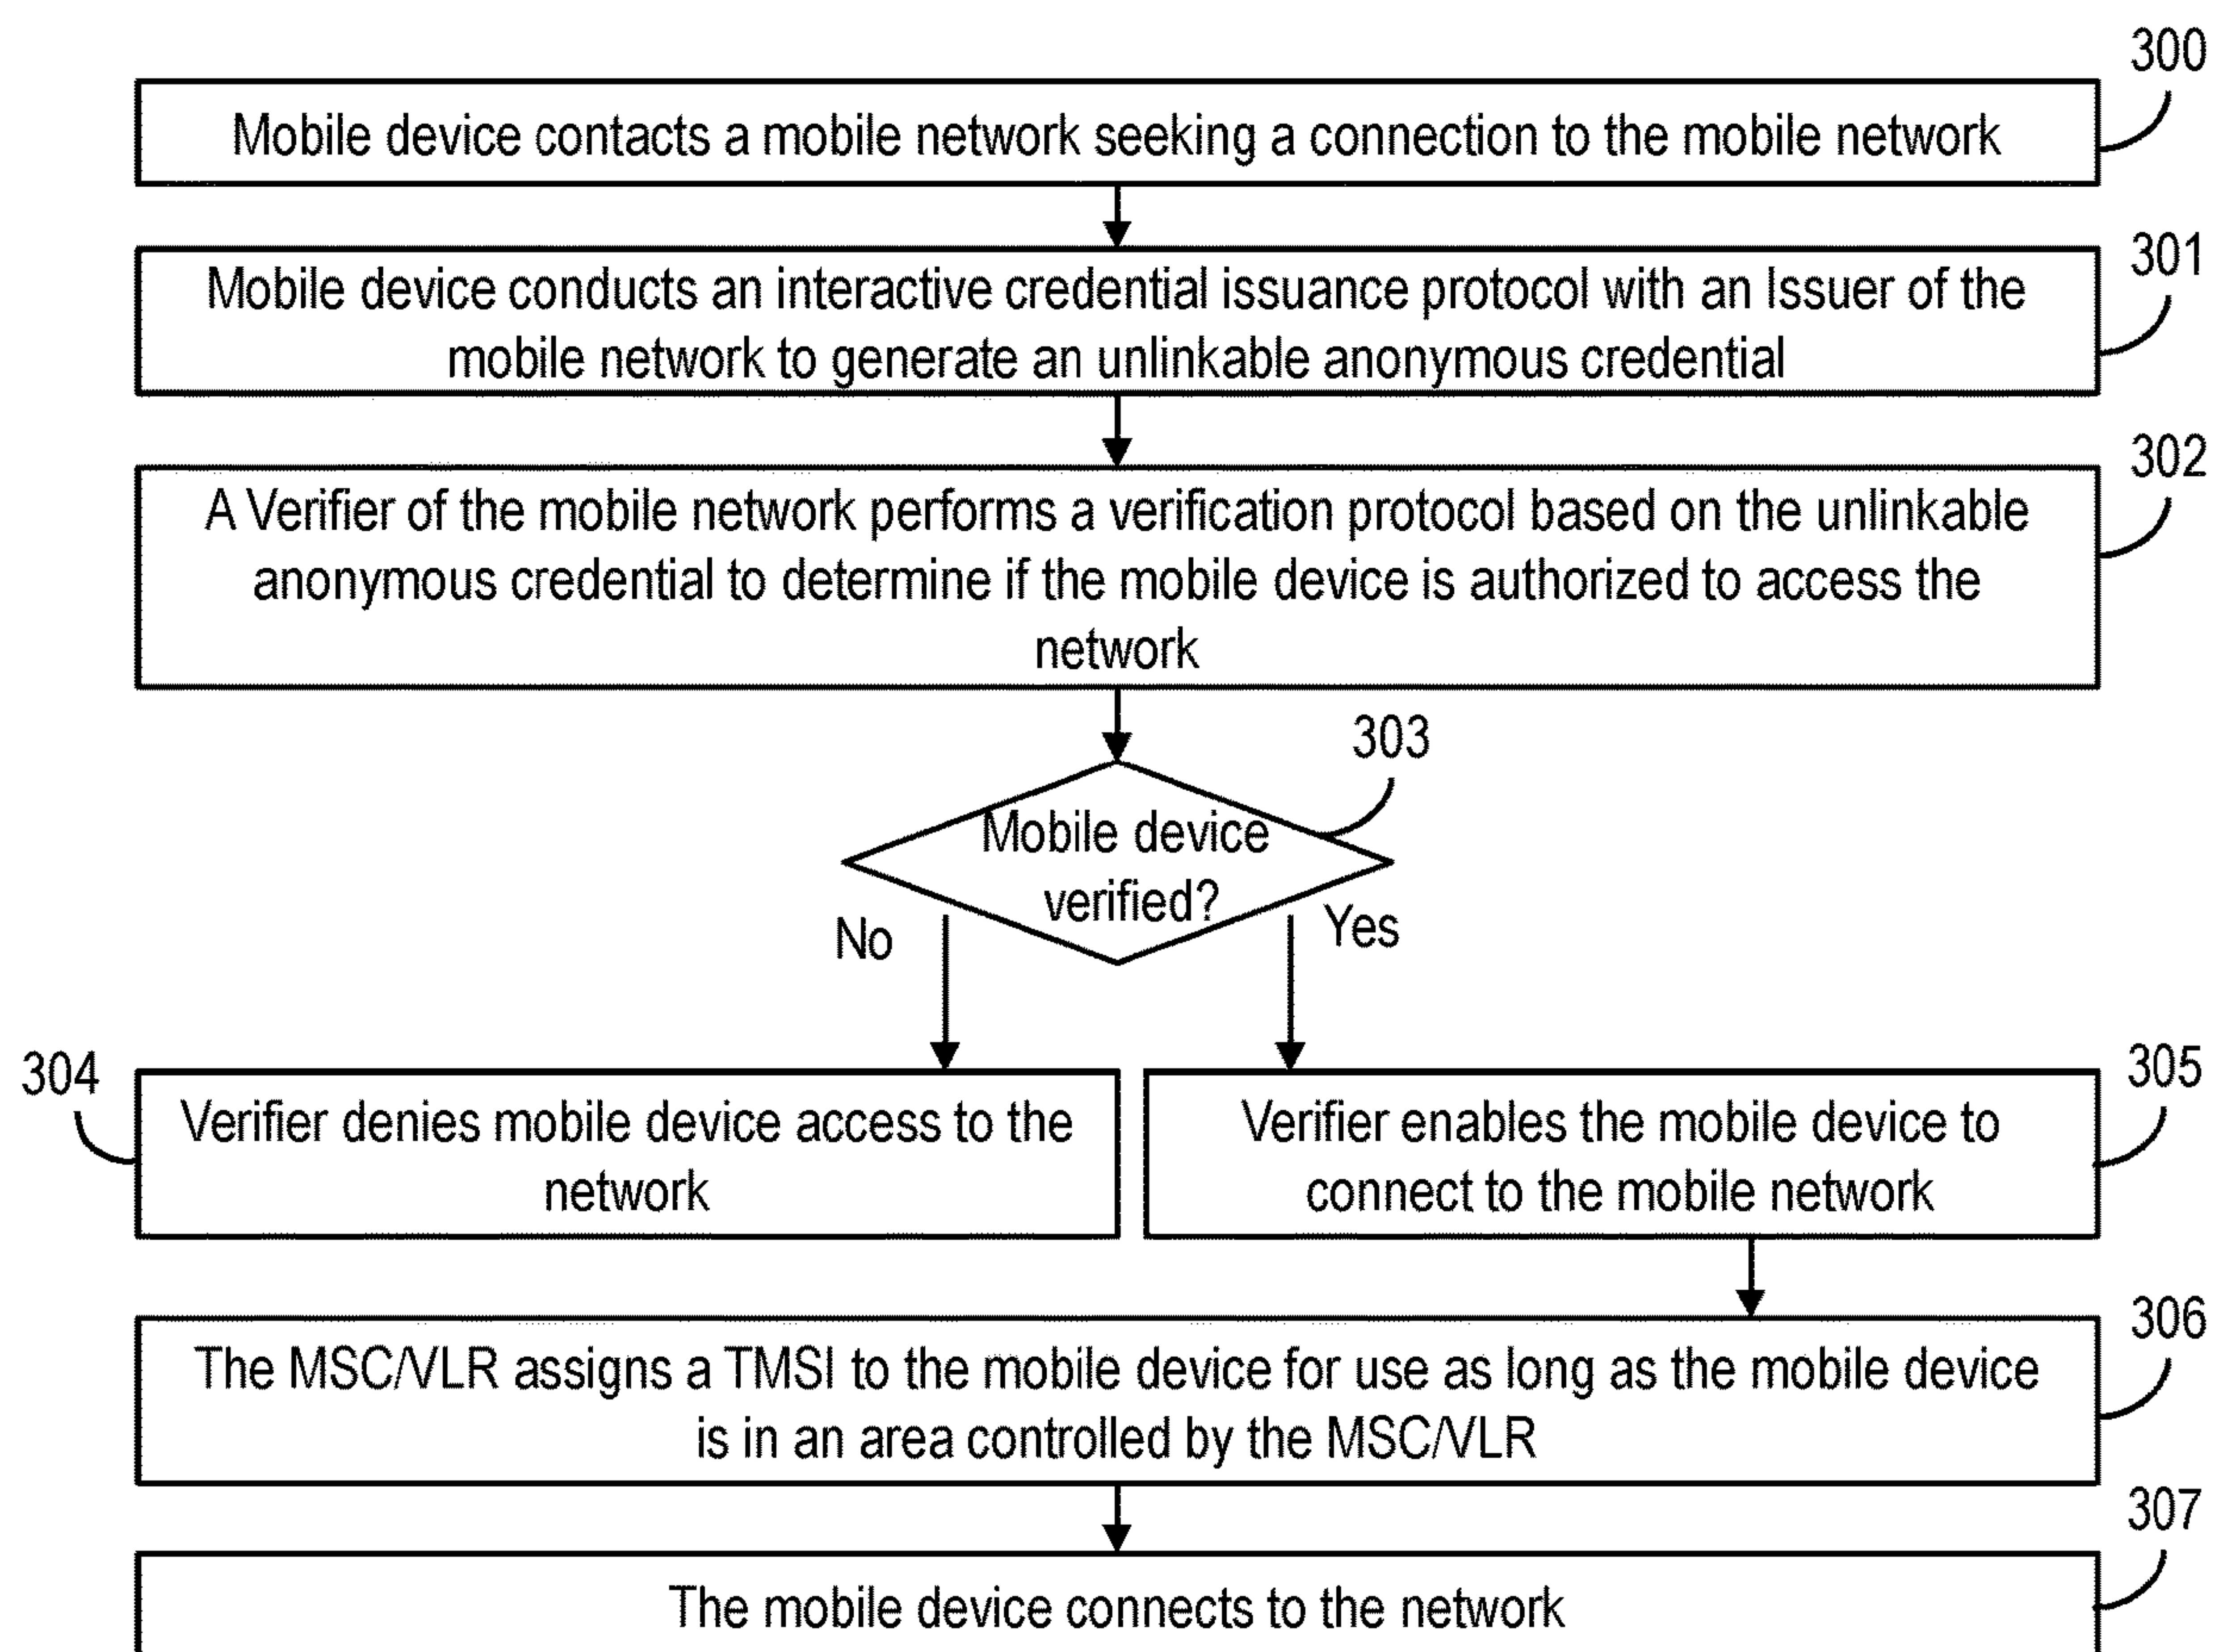 300
Mobile device contacts a mobile network seeking a connection to the mobile network
301
Mobile device conducts an interactive credential issuance protocol with an Issuer of the
mobile network to generate an unlinkable anonymous credential
302
A Verifier of the mobile network performs a verification protocol based on the unlinkable
anonymous credential to determine if the mobile device is authorized to access the
network
303
Mobile device
verified?
No
Yes
304
Verifier denies mobile device access to the
network
305
Verifier enables the mobile device to
connect to the mobile network
306
The MSC/VLR assigns a TMSI to the mobile device for use as long as the mobile device
is in an area controlled by the MSC/VLR
307
The mobile device connects to the network